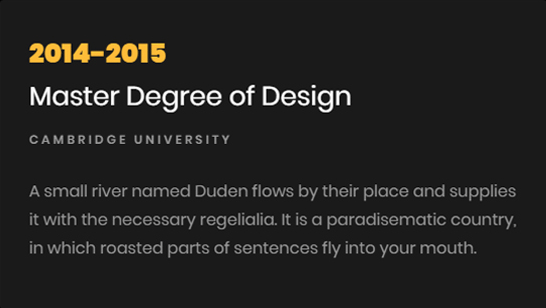 2014-2015
Master Degree of Design
CAMBRIDGE UNIVERSITY
A small river named Duden flows by their place and supplies
it with the necessary regelialia. It is a paradisematic country,
in which roasted parts of sentences fly into your mouth.